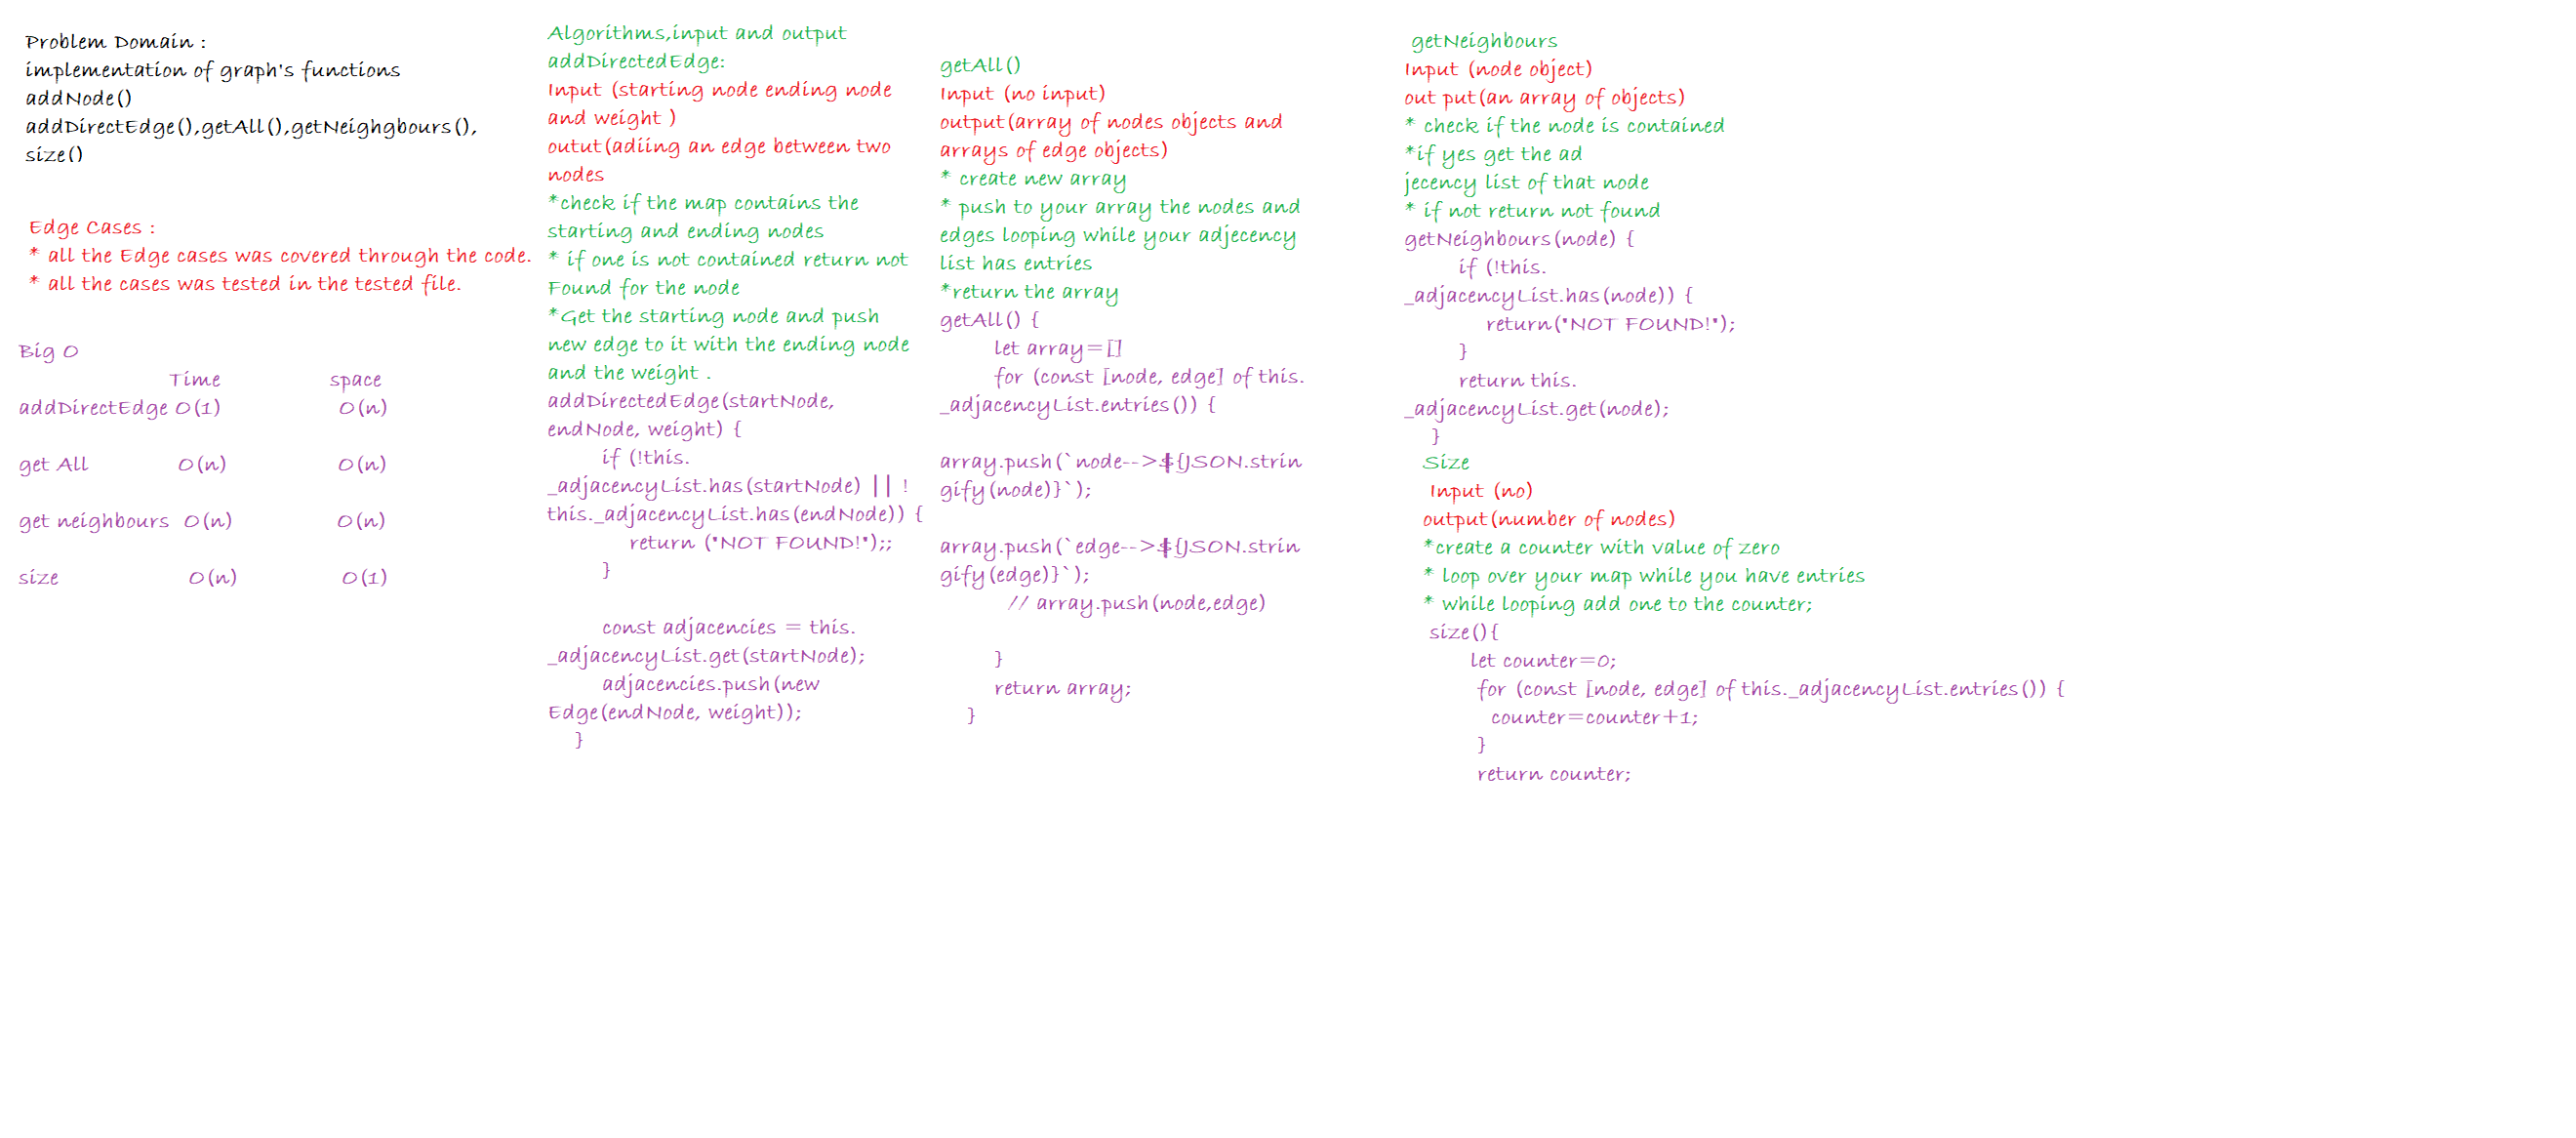 Problem Domain :
implementation of graph's functions
addNode()
addDirectEdge(),getAll(),getNeighgbours(),
size()
Edge Cases :
* all the Edge cases was covered through the code.
* all the cases was tested in the tested file.
Big O
Time space
addDirectEdge O(1) O(n)
get All O(n) O(n)
get neighbours O(n) O(n)
size O(n) O(1)
Algorithms,input and output
addDirectedEdge:
Input (starting node ending node
and weight )
outut(adiing an edge between two
nodes
*check if the map contains the
starting and ending nodes
* if one is not contained return not
Found for the node
*Get the starting node and push
new edge to it with the ending node
and the weight .
addDirectedEdge(startNode,
endNode, weight) {
if (!this.
_adjacencyList.has(startNode) || !
this._adjacencyList.has(endNode)) {
return ("NOT FOUND!");;
}
const adjacencies = this.
_adjacencyList.get(startNode);
adjacencies.push(new
Edge(endNode, weight));
}
getAll()
Input (no input)
output(array of nodes objects and
arrays of edge objects)
* create new array
* push to your array the nodes and
edges looping while your adjecency
list has entries
*return the array
getAll() {
let array=[]
for (const [node, edge] of this.
_adjacencyList.entries()) {
array.push(`node-->${JSON.strin
gify(node)}`);
array.push(`edge-->${JSON.strin
gify(edge)}`);
// array.push(node,edge)
}
return array;
}
getNeighbours
Input (node object)
out put(an array of objects)
* check if the node is contained
*if yes get the ad
jecency list of that node
* if not return not found
getNeighbours(node) {
if (!this.
_adjacencyList.has(node)) {
return("NOT FOUND!");
}
return this.
_adjacencyList.get(node);
}
Size
Input (no)
output(number of nodes)
*create a counter with value of zero
* loop over your map while you have entries
* while looping add one to the counter;
size(){
let counter=0;
for (const [node, edge] of this._adjacencyList.entries()) {
counter=counter+1;
}
return counter;